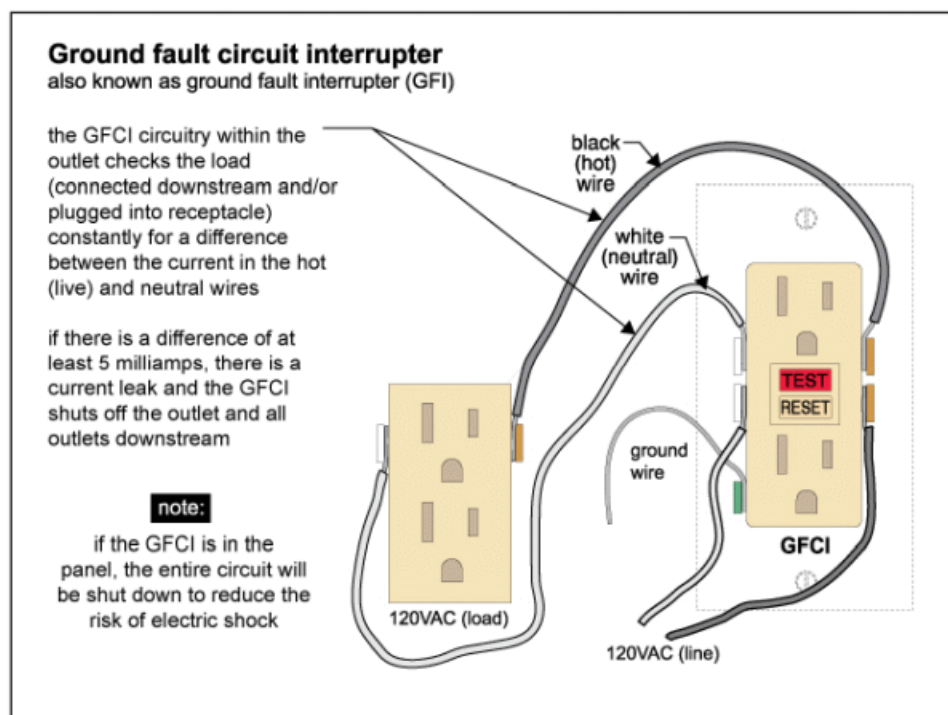 Ground fault circuit interrupter
also known as ground fault interrupter (GFI)
the GFCI circuitry within the
outlet checks the load
(connected downstream and/or
plugged into receptacle)
constantly for a difference
between the current in the hot
(live) and neutral wires
if there is a difference of at
least 5 milliamps, there is a
current leak and the GFCI
shuts off the outlet and all
outlets downstream
note:
if the GFCI is in the
panel, the entire circuit will
be shut down to reduce the
risk of electric shock
black
(hot)
wire
white
(neutral)
wire
TEST
RESET
ground
wire
GFCI
120VAC (load)
120VAC (line)